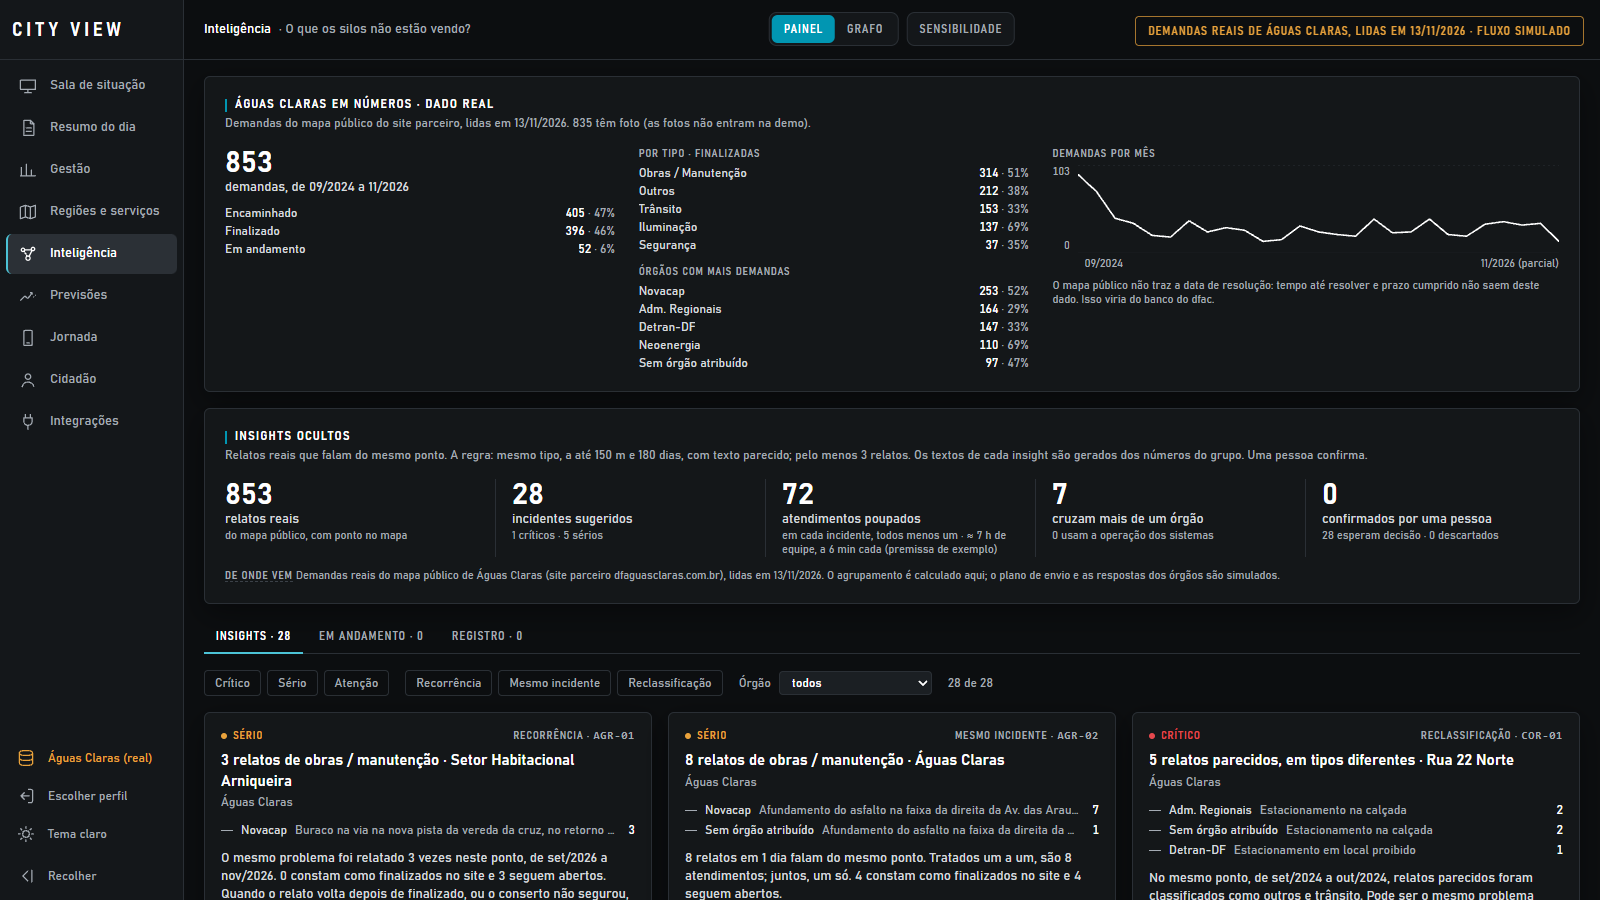 CITY VIEW
Inteligência · O que os silos não estão vendo?
PAINEL
GRAFO
SENSIBILIDADE
DEMANDAS REAIS DE ÁGUAS CLARAS, LIDAS EM 13/11/2026 · FLUXO SIMULADO
Sala de situação
Resumo do dia
Gestão
Regiões e serviços
Inteligência
Previsões
Jornada
Cidadão
Integrações
Águas Claras (real)
Escolher perfil
Tema claro
Recolher
ÁGUAS CLARAS EM NÚMEROS · DADO REAL
Demandas do mapa público do site parceiro, lidas em 13/11/2026. 835 têm foto (as fotos não entram na demo).
853
demandas, de 09/2024 a 11/2026
Encaminhado 405 · 47%
Finalizado 396 · 46%
Em andamento 52 · 6%
POR TIPO · FINALIZADAS
Obras / Manutenção 314 · 51%
Outros 212 · 38%
Trânsito 153 · 33%
Iluminação 137 · 69%
Segurança 37 · 35%
ÓRGÃOS COM MAIS DEMANDAS
Novacap 253 · 52%
Adm. Regionais 164 · 29%
Detran-DF 147 · 33%
Neoenergia 110 · 69%
Sem órgão atribuído 97 · 47%
DEMANDAS POR MÊS
103
0
09/2024
11/2026 (parcial)
O mapa público não traz a data de resolução: tempo até resolver e prazo cumprido não saem deste
dado. Isso viria do banco do dfac.
INSIGHTS OCULTOS
Relatos reais que falam do mesmo ponto. A regra: mesmo tipo, a até 150 m e 180 dias, com texto parecido; pelo menos 3 relatos. Os textos de cada insight são gerados dos números do grupo. Uma pessoa confirma.
853
relatos reais
do mapa público, com ponto no mapa
28
incidentes sugeridos
1 críticos · 5 sérios
72
atendimentos poupados
em cada incidente, todos menos um · ≈ 7 h de
equipe, a 6 min cada (premissa de exemplo)
7
cruzam mais de um órgão
0 usam a operação dos sistemas
0
confirmados por uma pessoa
28 esperam decisão · 0 descartados
DE ONDE VEM Demandas reais do mapa público de Águas Claras (site parceiro dfaguasclaras.com.br), lidas em 13/11/2026. O agrupamento é calculado aqui; o plano de envio e as respostas dos órgãos são simulados.
INSIGHTS · 28
EM ANDAMENTO · 0
REGISTRO · 0
Crítico
Sério
Atenção
Recorrência
Mesmo incidente
Reclassificação
Órgão
todos
28 de 28
SÉRIO
RECORRÊNCIA · AGR-01
3 relatos de obras / manutenção · Setor Habitacional
Arniqueira
Águas Claras
— Novacap Buraco na via na nova pista da vereda da cruz, no retorno ... 3
O mesmo problema foi relatado 3 vezes neste ponto, de set/2026 a
nov/2026. 0 constam como finalizados no site e 3 seguem abertos.
Quando o relato volta depois de finalizado, ou o conserto não segurou,
SÉRIO
MESMO INCIDENTE · AGR-02
8 relatos de obras / manutenção · Águas Claras
Águas Claras
— Novacap Afundamento do asfalto na faixa da direita da Av. das Arau... 7
— Sem órgão atribuído Afundamento do asfalto na faixa da direita da ... 1
8 relatos em 1 dia falam do mesmo ponto. Tratados um a um, são 8
atendimentos; juntos, um só. 4 constam como finalizados no site e 4
seguem abertos.
CRÍTICO
RECLASSIFICAÇÃO · COR-01
5 relatos parecidos, em tipos diferentes · Rua 22 Norte
Águas Claras
— Adm. Regionais Estacionamento na calçada 2
— Sem órgão atribuído Estacionamento na calçada 2
— Detran-DF Estacionamento em local proibido 1
No mesmo ponto, de set/2024 a out/2024, relatos parecidos foram
classificados como outros e trânsito. Pode ser o mesmo problema